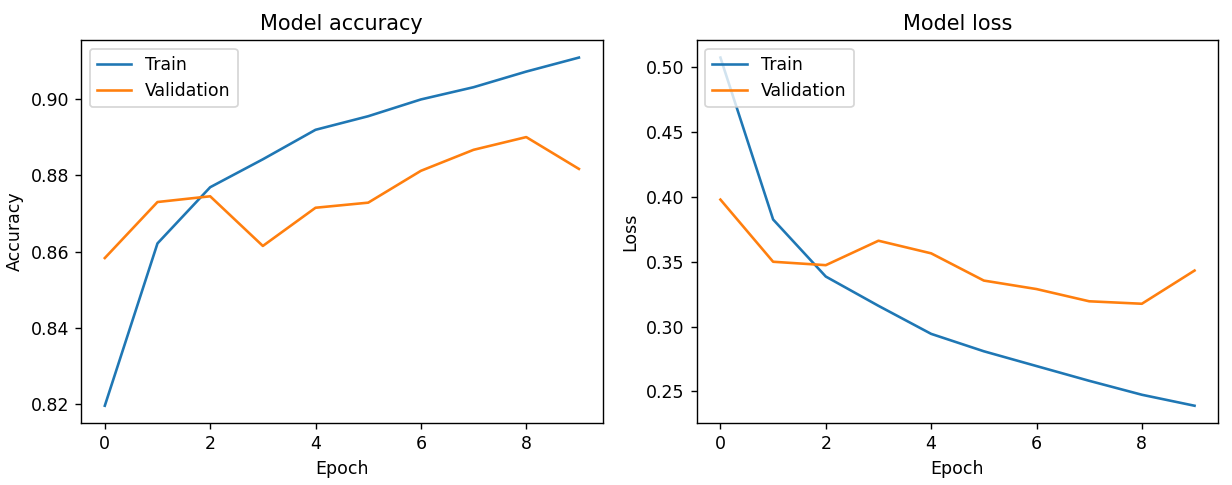 Model accuracy
Train
Validation
0.90
0.88
0.86
0.84
0.82
Accuracy
0 2 4 6 8
Epoch
Model loss
Train
Validation
0.50
0.45
0.40
0.35
0.30
0.25
Loss
0 2 4 6 8
Epoch